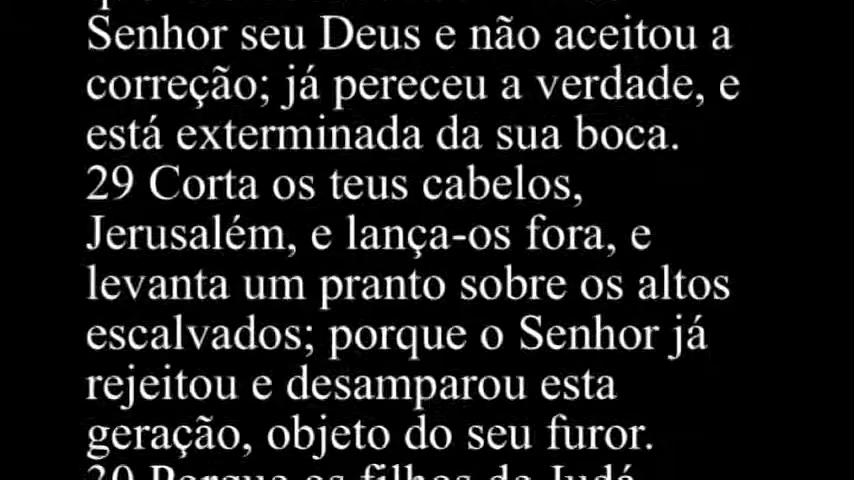 Senhor seu Deus e não aceitou a
correção; já pereceu a verdade, e
está exterminada da sua boca.
29 Corta os teus cabelos,
Jerusalém, e lança-os fora, e
levanta um pranto sobre os altos
escalvados; porque o Senhor já
rejeitou e desamparou esta
geração, objeto do seu furor.
30 Porque os filhos de Judá